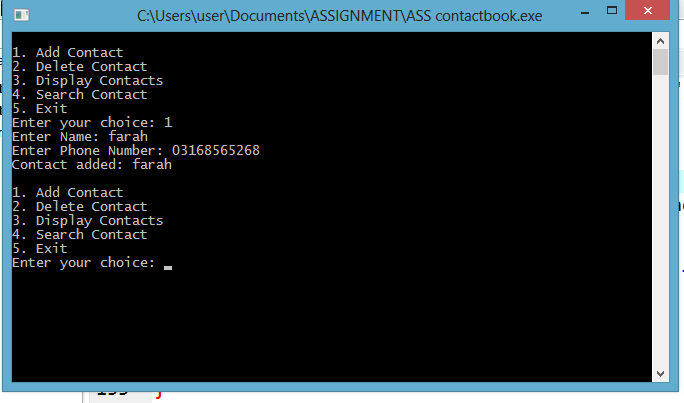 C:\Users\user\Documents\ASSIGNMENT\ASS contactbook.exe
1. Add Contact
2. Delete Contact
3. Display Contacts
4. Search Contact
5. Exit
Enter your choice: 1
Enter Name: farah
Enter Phone Number: 03168565268
Contact added: farah
1. Add Contact
2. Delete Contact
3. Display Contacts
4. Search Contact
5. Exit
Enter your choice: